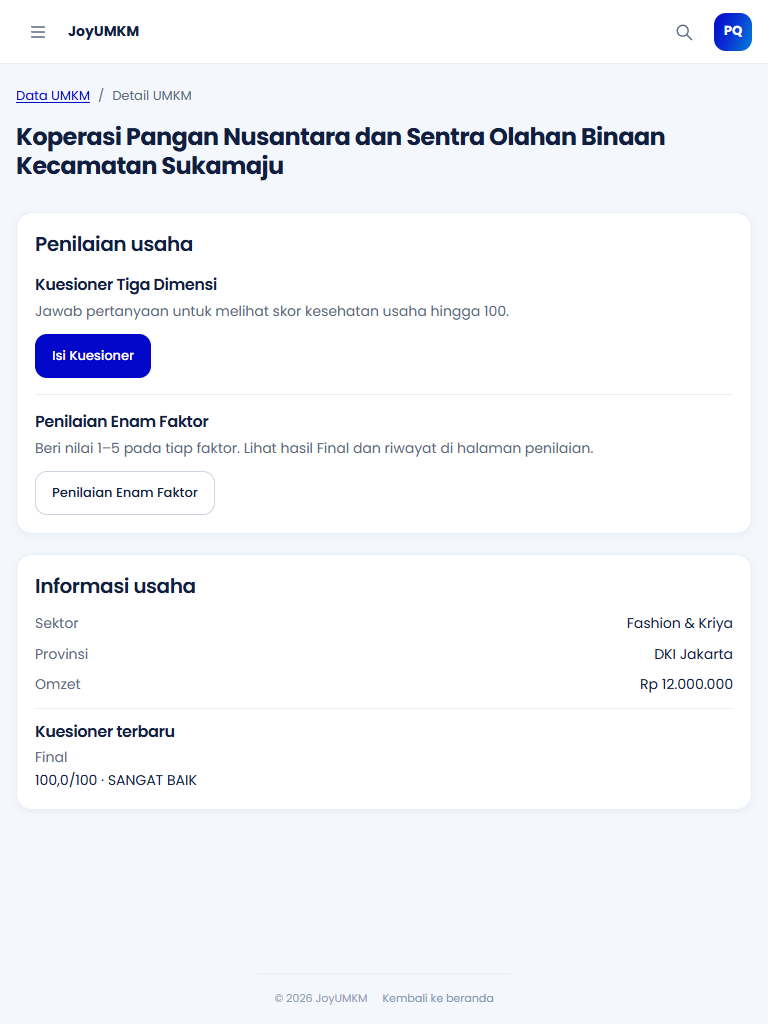 JoyUMKM
PQ
Data UMKM / Detail UMKM
Koperasi Pangan Nusantara dan Sentra Olahan Binaan
Kecamatan Sukamaju
Penilaian usaha
Kuesioner Tiga Dimensi
Jawab pertanyaan untuk melihat skor kesehatan usaha hingga 100.
Isi Kuesioner
Penilaian Enam Faktor
Beri nilai 1–5 pada tiap faktor. Lihat hasil Final dan riwayat di halaman penilaian.
Penilaian Enam Faktor
Informasi usaha
Sektor Fashion & Kriya
Provinsi DKI Jakarta
Omzet Rp 12.000.000
Kuesioner terbaru
Final
100,0/100 · SANGAT BAIK
© 2026 JoyUMKM Kembali ke beranda